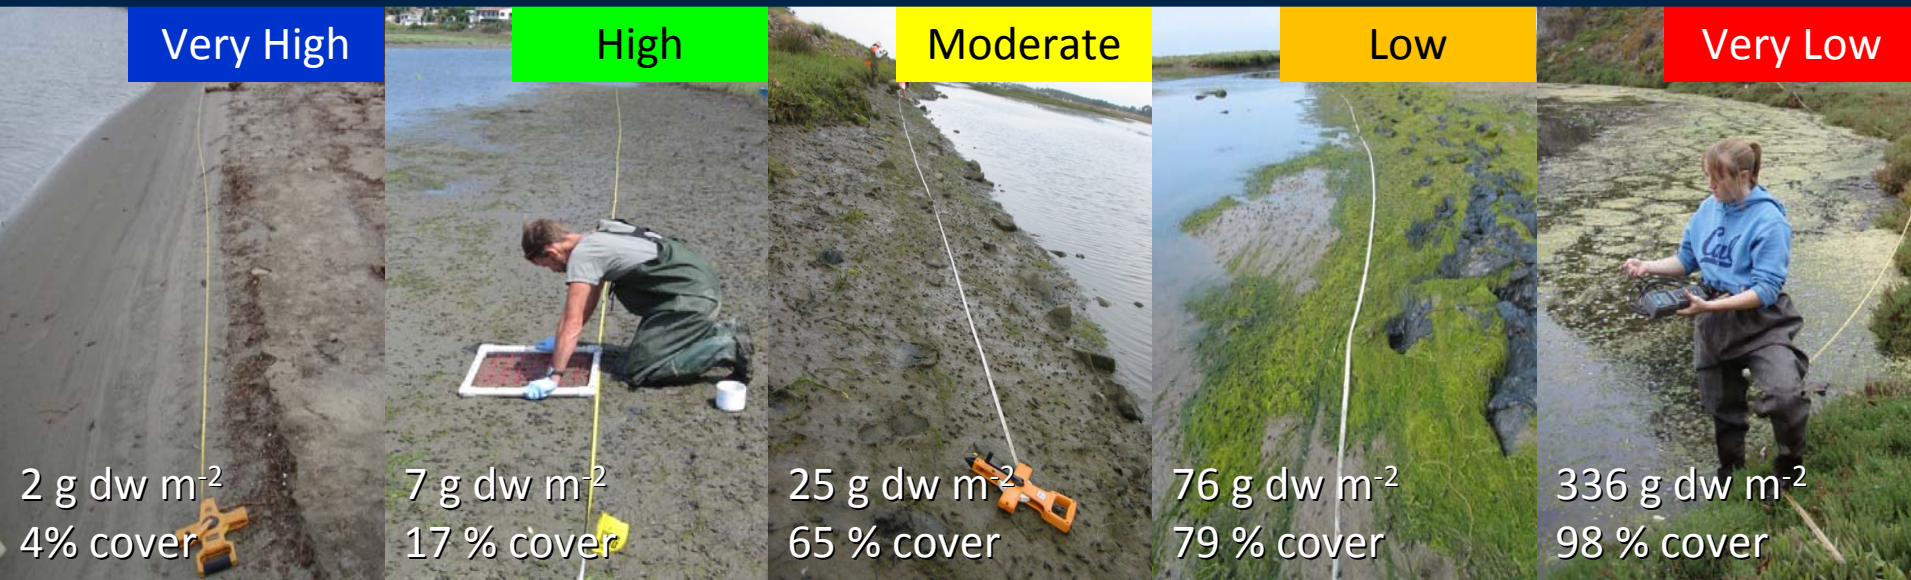 Very High
High
Moderate
Low
Very Low
2 g dw m⁻²
4% cover
7 g dw m⁻²
17 % cover
25 g dw m⁻²
65 % cover
76 g dw m⁻²
79 % cover
336 g dw m⁻²
98 % cover
Cal